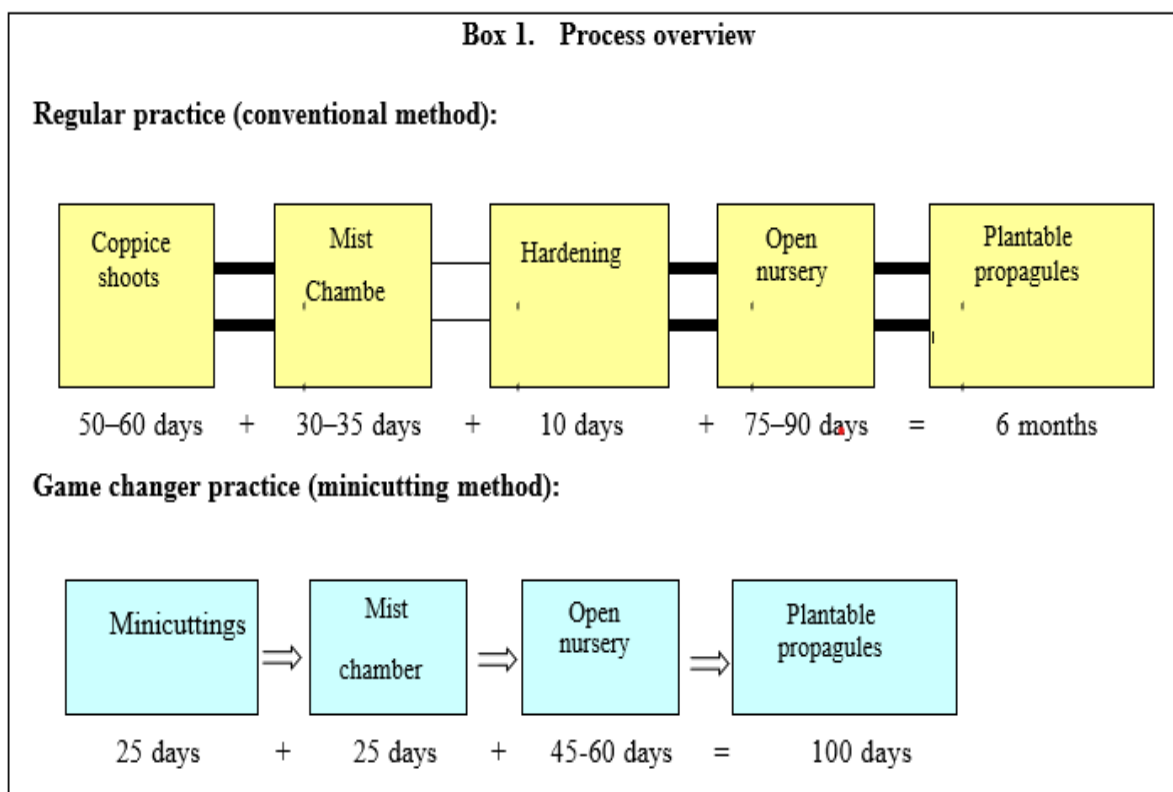 Box 1. Process overview
Regular practice (conventional method):
Coppice
shoots
Mist
Chambe
Hardening
Open
nursery
Plantable
propagules
50–60 days + 30–35 days + 10 days + 75–90 days = 6 months
Game changer practice (minicutting method):
Minicuttings
Mist
chamber
Open
nursery
Plantable
propagules
25 days + 25 days + 45-60 days = 100 days